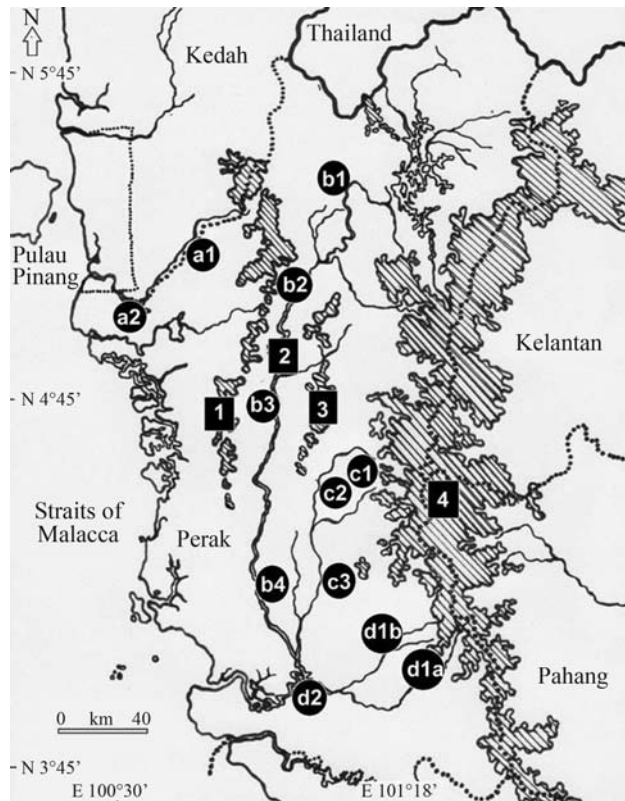 N
Thailand
Kedah
N 5°45'
b1
Pulau
Pinang
a1
b2
a2
Kelantan
2
N 4°45'
1
b3
3
c1
c2
4
Straits of
Malacca
Perak
b4
c3
d1b
d1a
Pahang
d2
0 km 40
N 3°45'
E 100°30'
E 101°18'